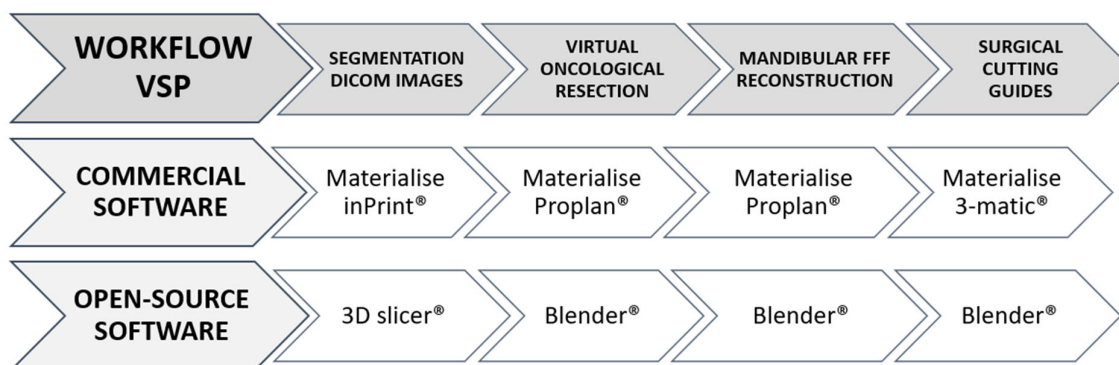 WORKFLOW
VSP
SEGMENTATION
DICOM IMAGES
VIRTUAL
ONCOLOGICAL
RESECTION
MANDIBULAR FFF
RECONSTRUCTION
SURGICAL
CUTTING
GUIDES
COMMERCIAL
SOFTWARE
Materialise
inPrint®
Materialise
Proplan®
Materialise
Proplan®
Materialise
3-matic®
OPEN-SOURCE
SOFTWARE
3D slicer®
Blender®
Blender®
Blender®